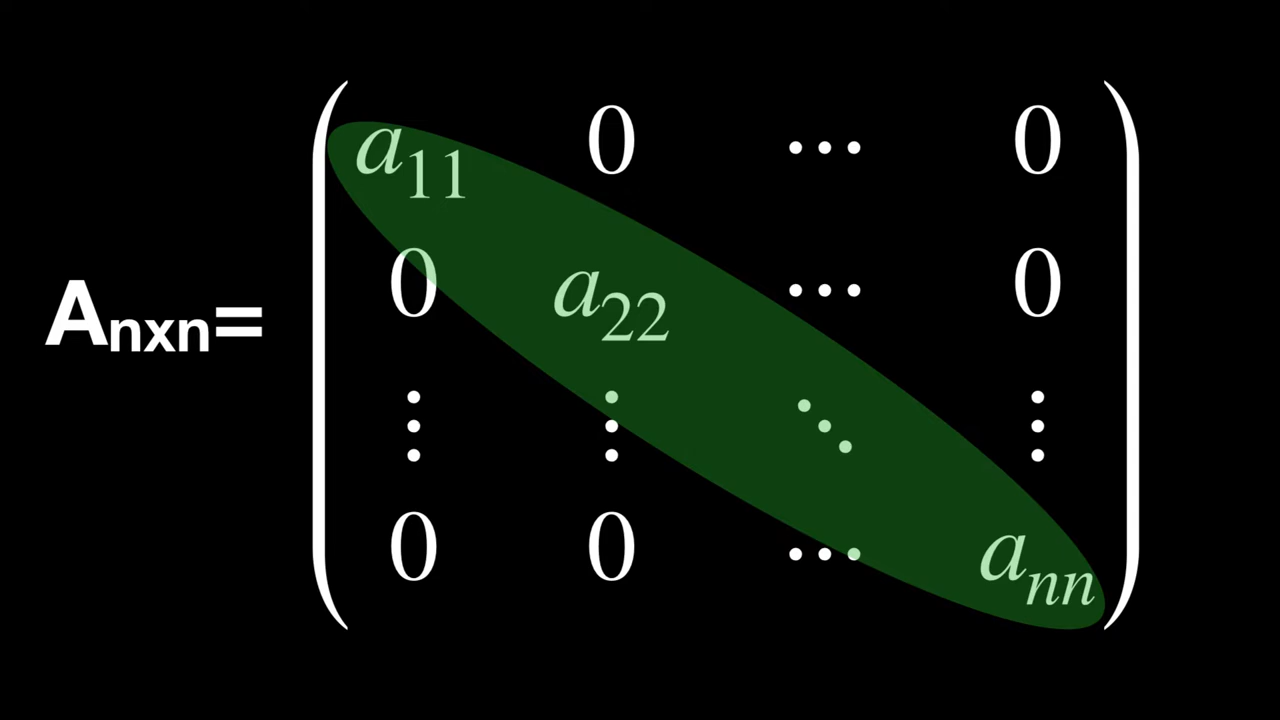 a₁₁ 0 ⋯ 0
0 a₂₂ ⋯ 0
Anxn=
⋮ ⋮ ⋱ ⋮
0 0 ⋯ aₙₙ